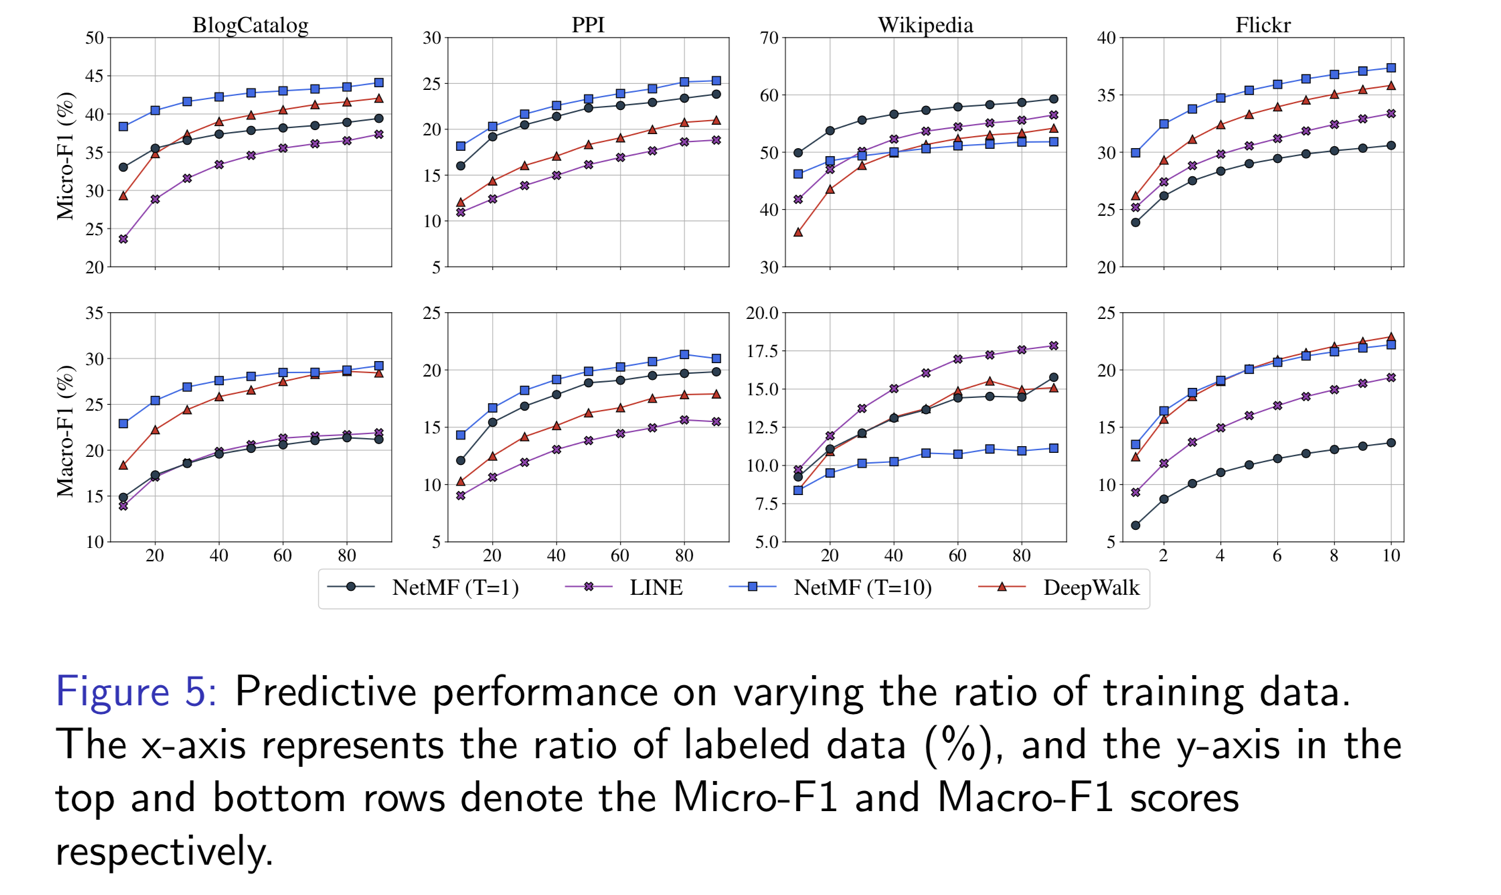 BlogCatalog PPI Wikipedia Flickr
Micro-F1 (%)
50 45 40 35 30 25 20
30 25 20 15 10 5
70 60 50 40 30
40 35 30 25 20
Macro-F1 (%)
35 30 25 20 15 10
25 20 15 10 5
20.0 17.5 15.0 12.5 10.0 7.5 5.0
25 20 15 10 5
20 40 60 80 20 40 60 80 20 40 60 80 2 4 6 8 10
NetMF (T=1) LINE NetMF (T=10) DeepWalk
Figure 5: Predictive performance on varying the ratio of training data.
The x-axis represents the ratio of labeled data (%), and the y-axis in the
top and bottom rows denote the Micro-F1 and Macro-F1 scores
respectively.